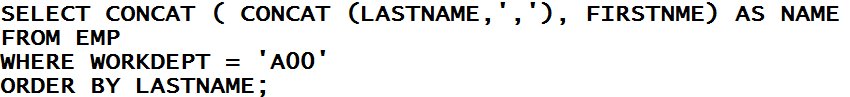 SELECT CONCAT ( CONCAT (LASTNAME,','), FIRSTNME) AS NAME
FROM EMP
WHERE WORKDEPT = 'A00'
ORDER BY LASTNAME;